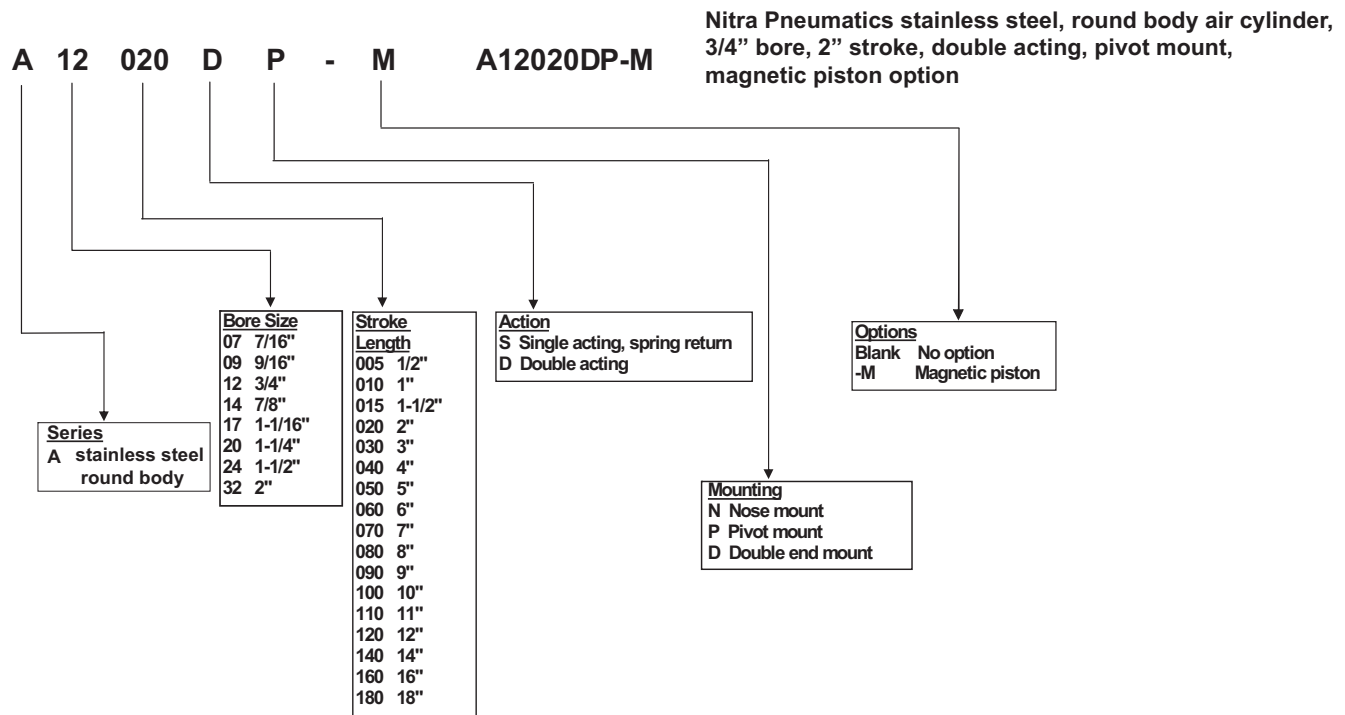 Nitra Pneumatics stainless steel, round body air cylinder,
3/4” bore, 2” stroke, double acting, pivot mount,
magnetic piston option
A 12 020 D P - M A12020DP-M
Series
A stainless steel
round body
Bore Size
07 7/16"
09 9/16"
12 3/4"
14 7/8"
17 1-1/16"
20 1-1/4"
24 1-1/2"
32 2"
Stroke
Length
005 1/2"
010 1"
015 1-1/2"
020 2"
030 3"
040 4"
050 5"
060 6"
070 7"
080 8"
090 9"
100 10"
110 11"
120 12"
140 14"
160 16"
180 18"
Action
S Single acting, spring return
D Double acting
Mounting
N Nose mount
P Pivot mount
D Double end mount
Options
Blank No option
-M Magnetic piston